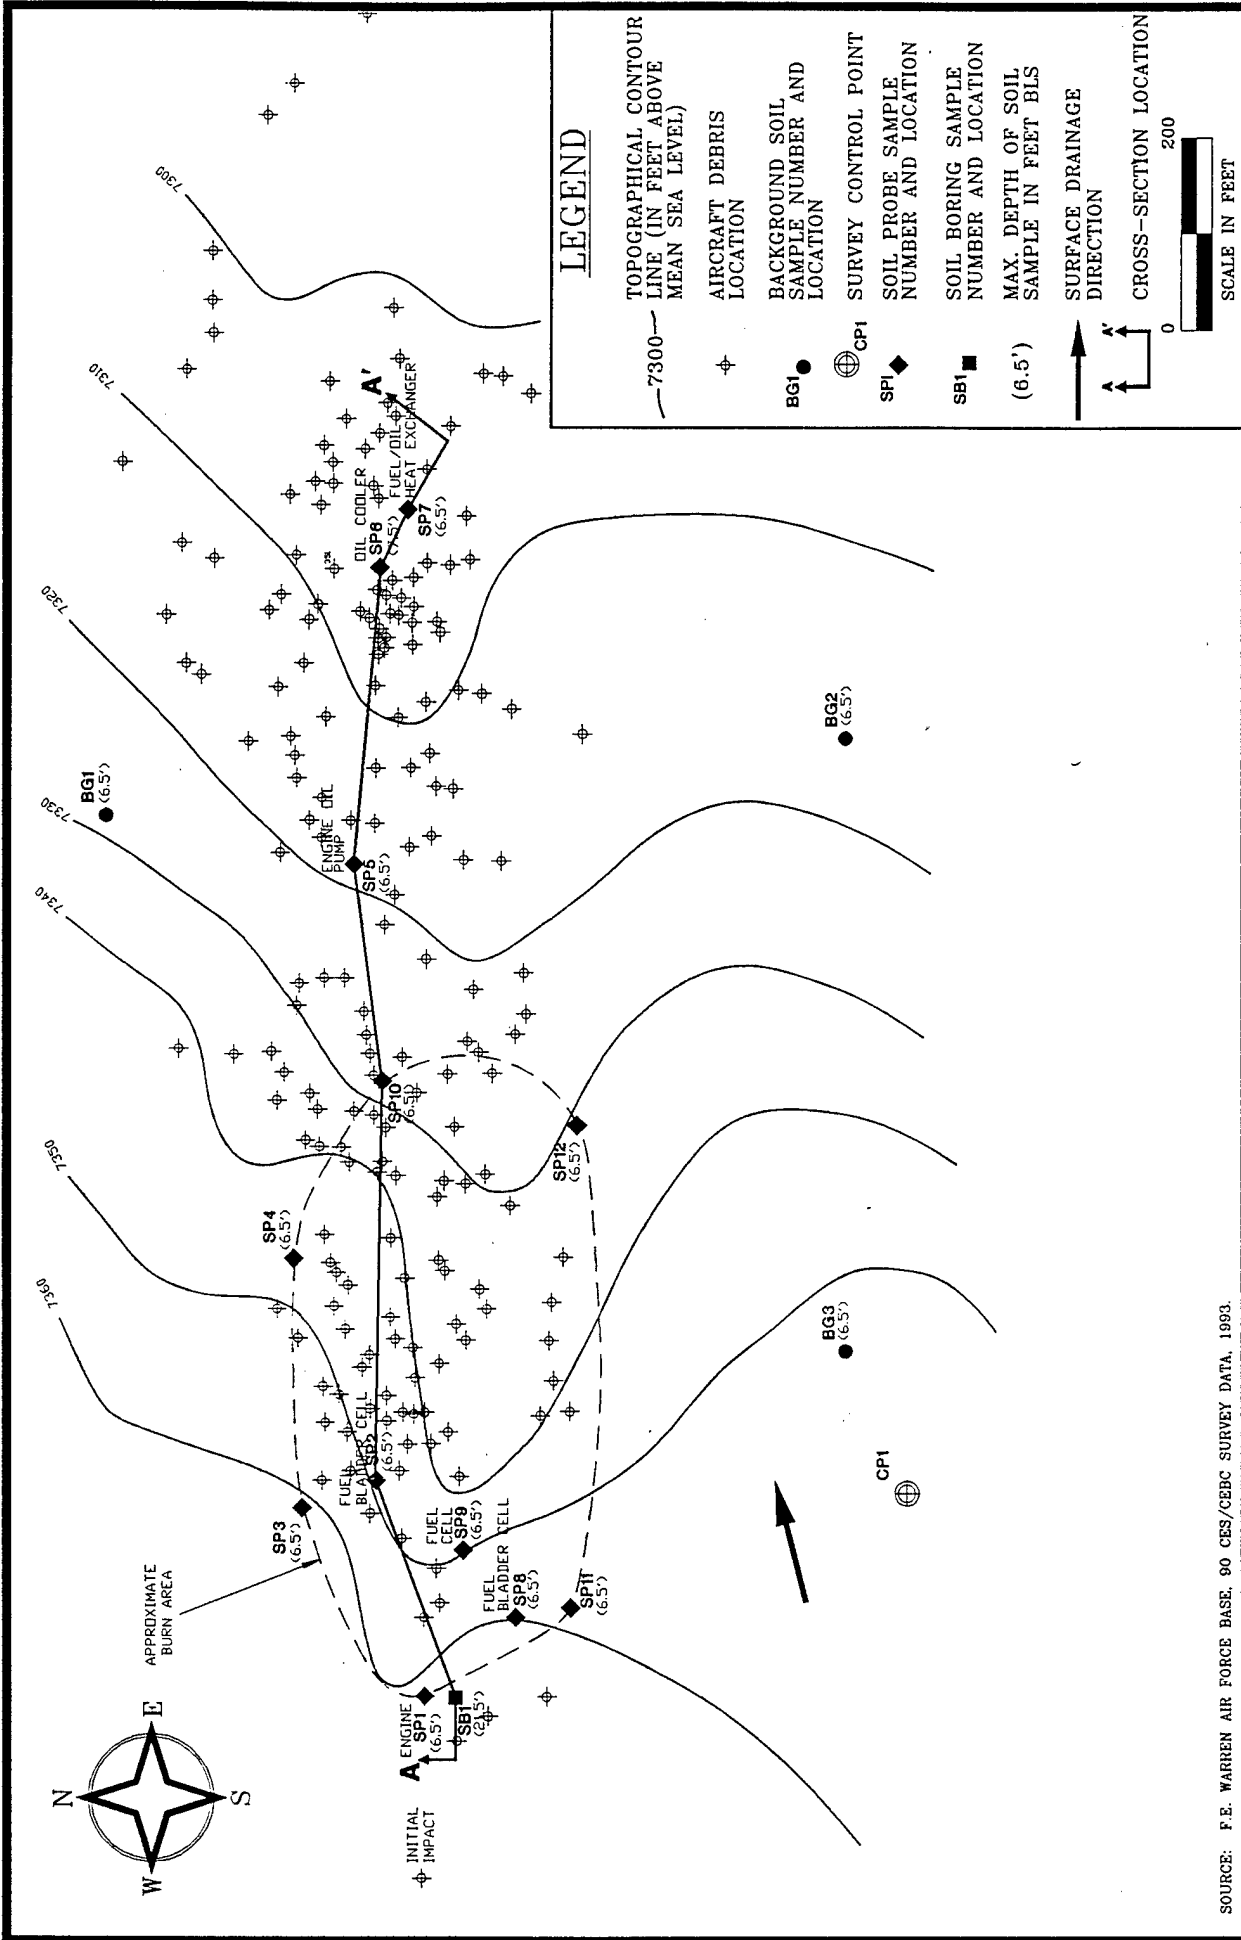 N
W
E
S
APPROXIMATE
BURN AREA
INITIAL
IMPACT
A
ENGINE
SP1
(6.5')
SB1
(21.5')
SP3
(6.5')
FUEL
BLADDER CELL
SP2
(6.5')
FUEL
CELL
SP9
(6.5')
FUEL
BLADDER CELL
SP8
(6.5')
SP11
(6.5')
SP4
(6.5')
SP12
(6.5')
SP10
(6.5')
ENGINE OIL
PUMP
SP5
(6.5')
OIL COOLER
SP6
(7.5')
FUEL/OIL
HEAT EXCHANGER
SP7
(6.5')
A'
BG1
(6.5')
BG2
(6.5')
BG3
(6.5')
CP1
7360
7350
7340
7330
7320
7310
7300
LEGEND
7300
TOPOGRAPHICAL CONTOUR
LINE (IN FEET ABOVE
MEAN SEA LEVEL)
AIRCRAFT DEBRIS
LOCATION
BG1
BACKGROUND SOIL
SAMPLE NUMBER AND
LOCATION
CP1
SURVEY CONTROL POINT
SP1
SOIL PROBE SAMPLE
NUMBER AND LOCATION
SB1
SOIL BORING SAMPLE
NUMBER AND LOCATION
(6.5')
MAX. DEPTH OF SOIL
SAMPLE IN FEET BLS
SURFACE DRAINAGE
DIRECTION
A A'
CROSS-SECTION LOCATION
0 200
SCALE IN FEET
SOURCE: F.E. WARREN AIR FORCE BASE, 90 CES/CEBC SURVEY DATA, 1993.